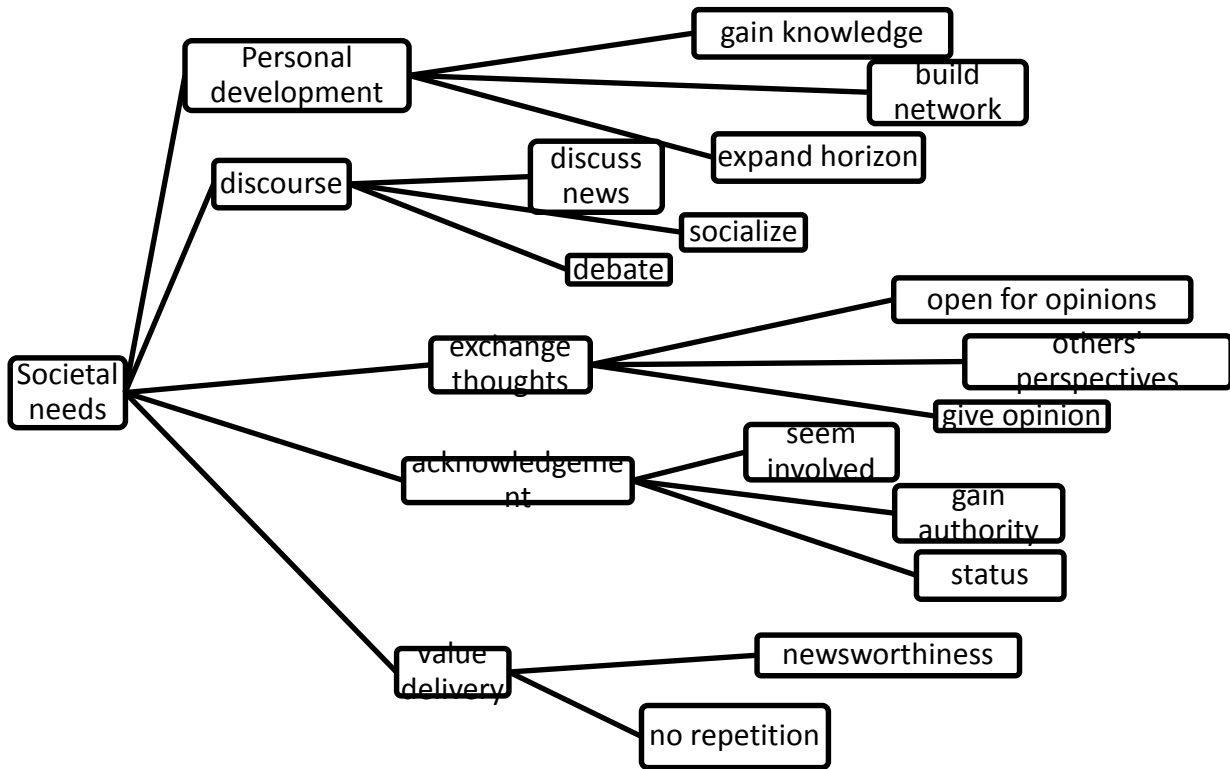 Personal
development
gain knowledge
build
network
expand horizon
discourse
discuss
news
socialize
debate
Societal
needs
exchange
thoughts
open for opinions
others'
perspectives
give opinion
acknowledgeme
nt
seem
involved
gain
authority
status
value
delivery
newsworthiness
no repetition